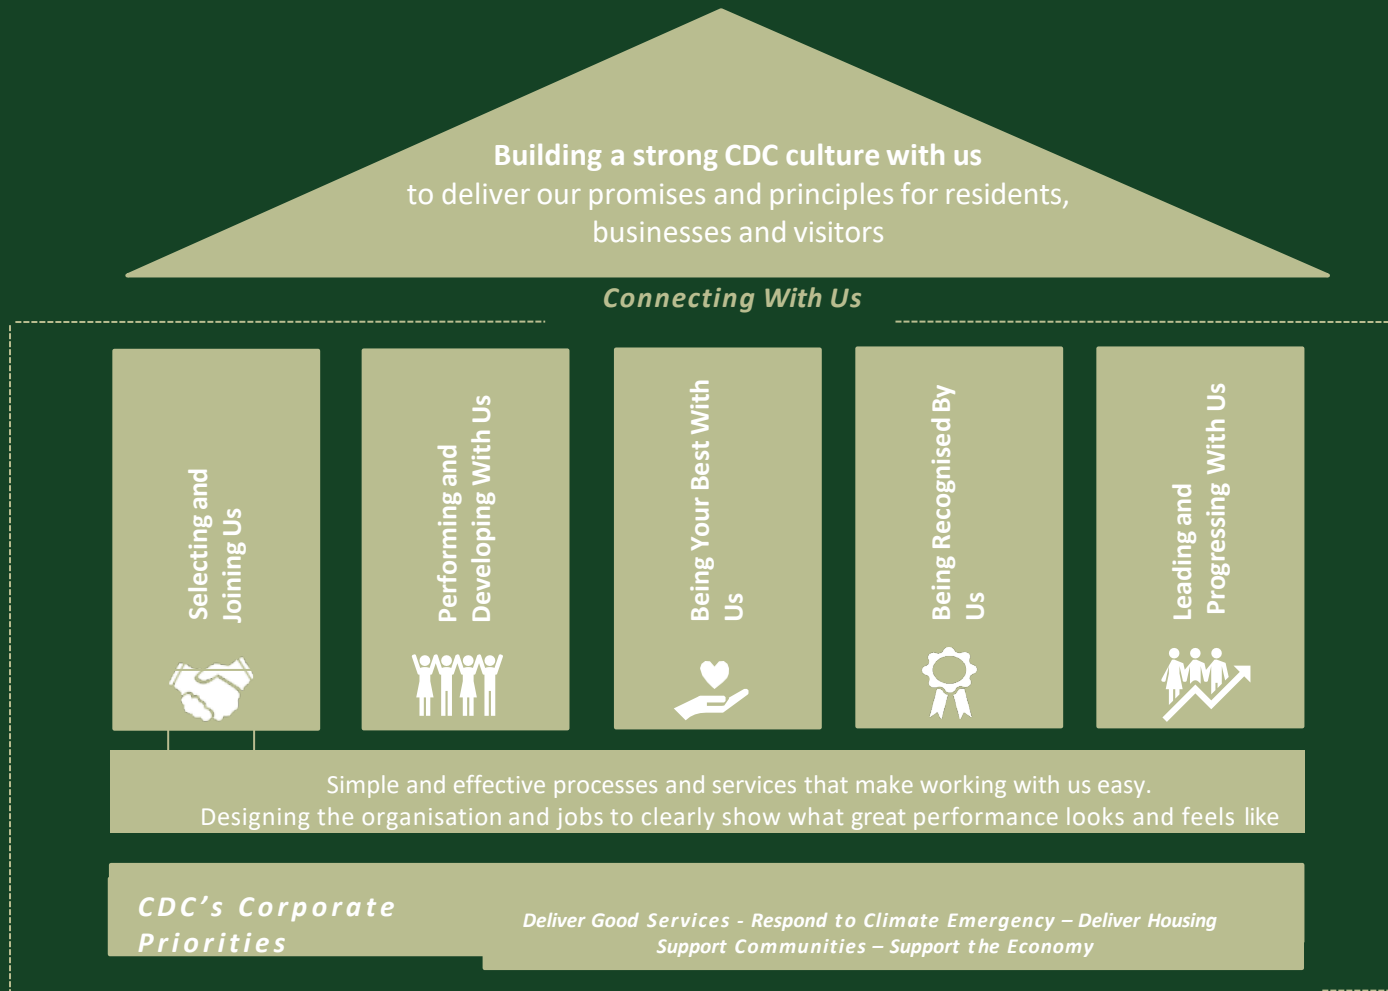 Building a strong CDC culture with us
to deliver our promises and principles for residents,
businesses and visitors
Connecting With Us
Selecting and
Joining Us
Performing and
Developing With Us
Being Your Best With
Us
Being Recognised By
Us
Leading and
Progressing With Us
Simple and effective processes and services that make working with us easy.
Designing the organisation and jobs to clearly show what great performance looks and feels like
CDC’s Corporate
Priorities
Deliver Good Services - Respond to Climate Emergency – Deliver Housing
Support Communities – Support the Economy